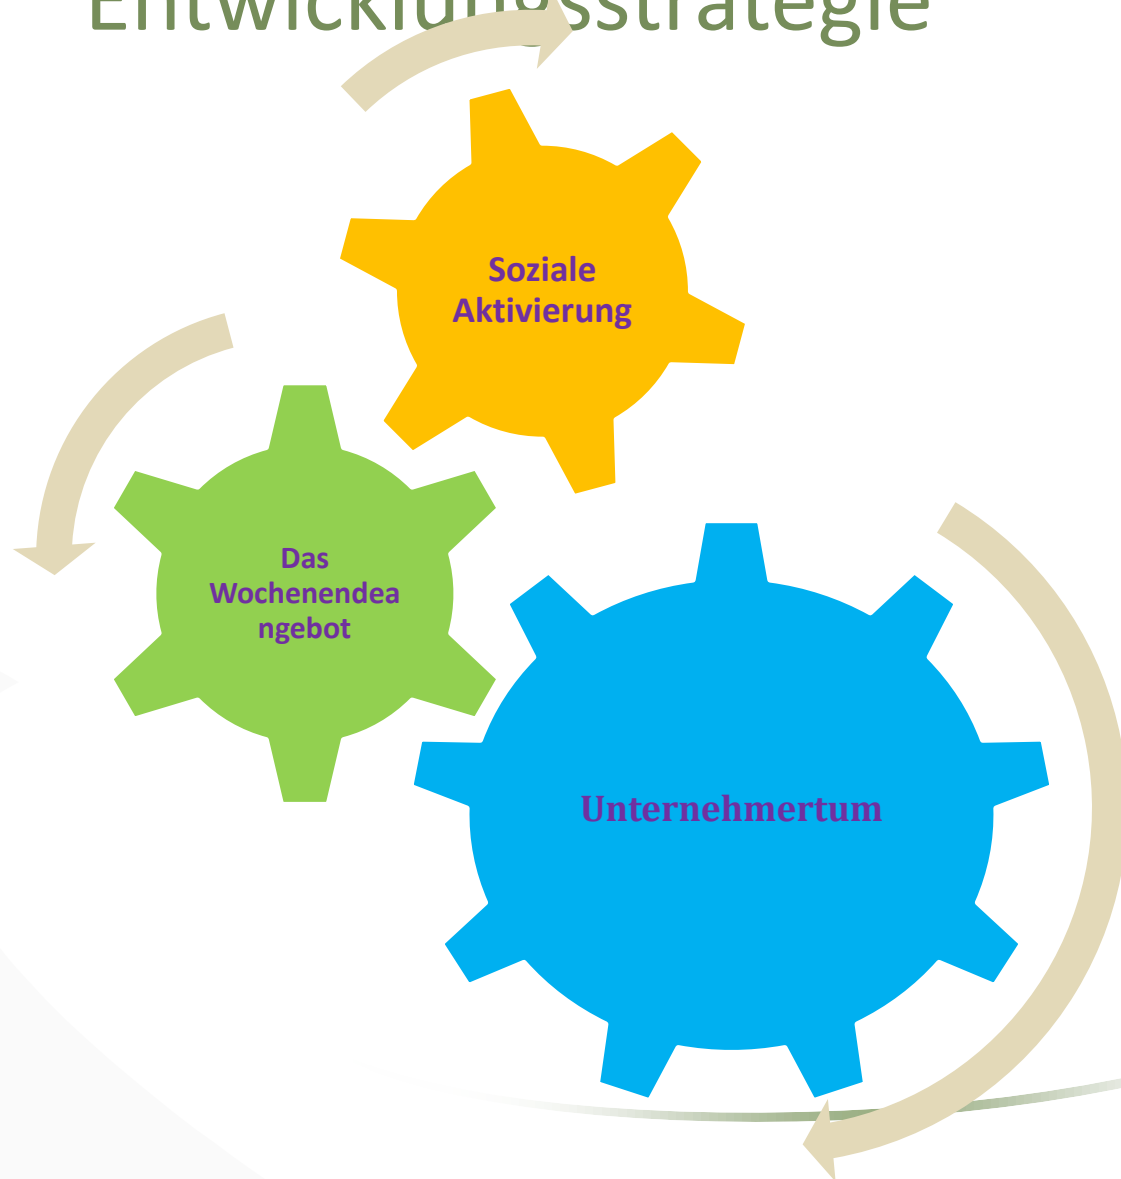 Entwicklungsstrategie
Soziale
Aktivierung
Das
Wochenendea
ngebot
Unternehmertum